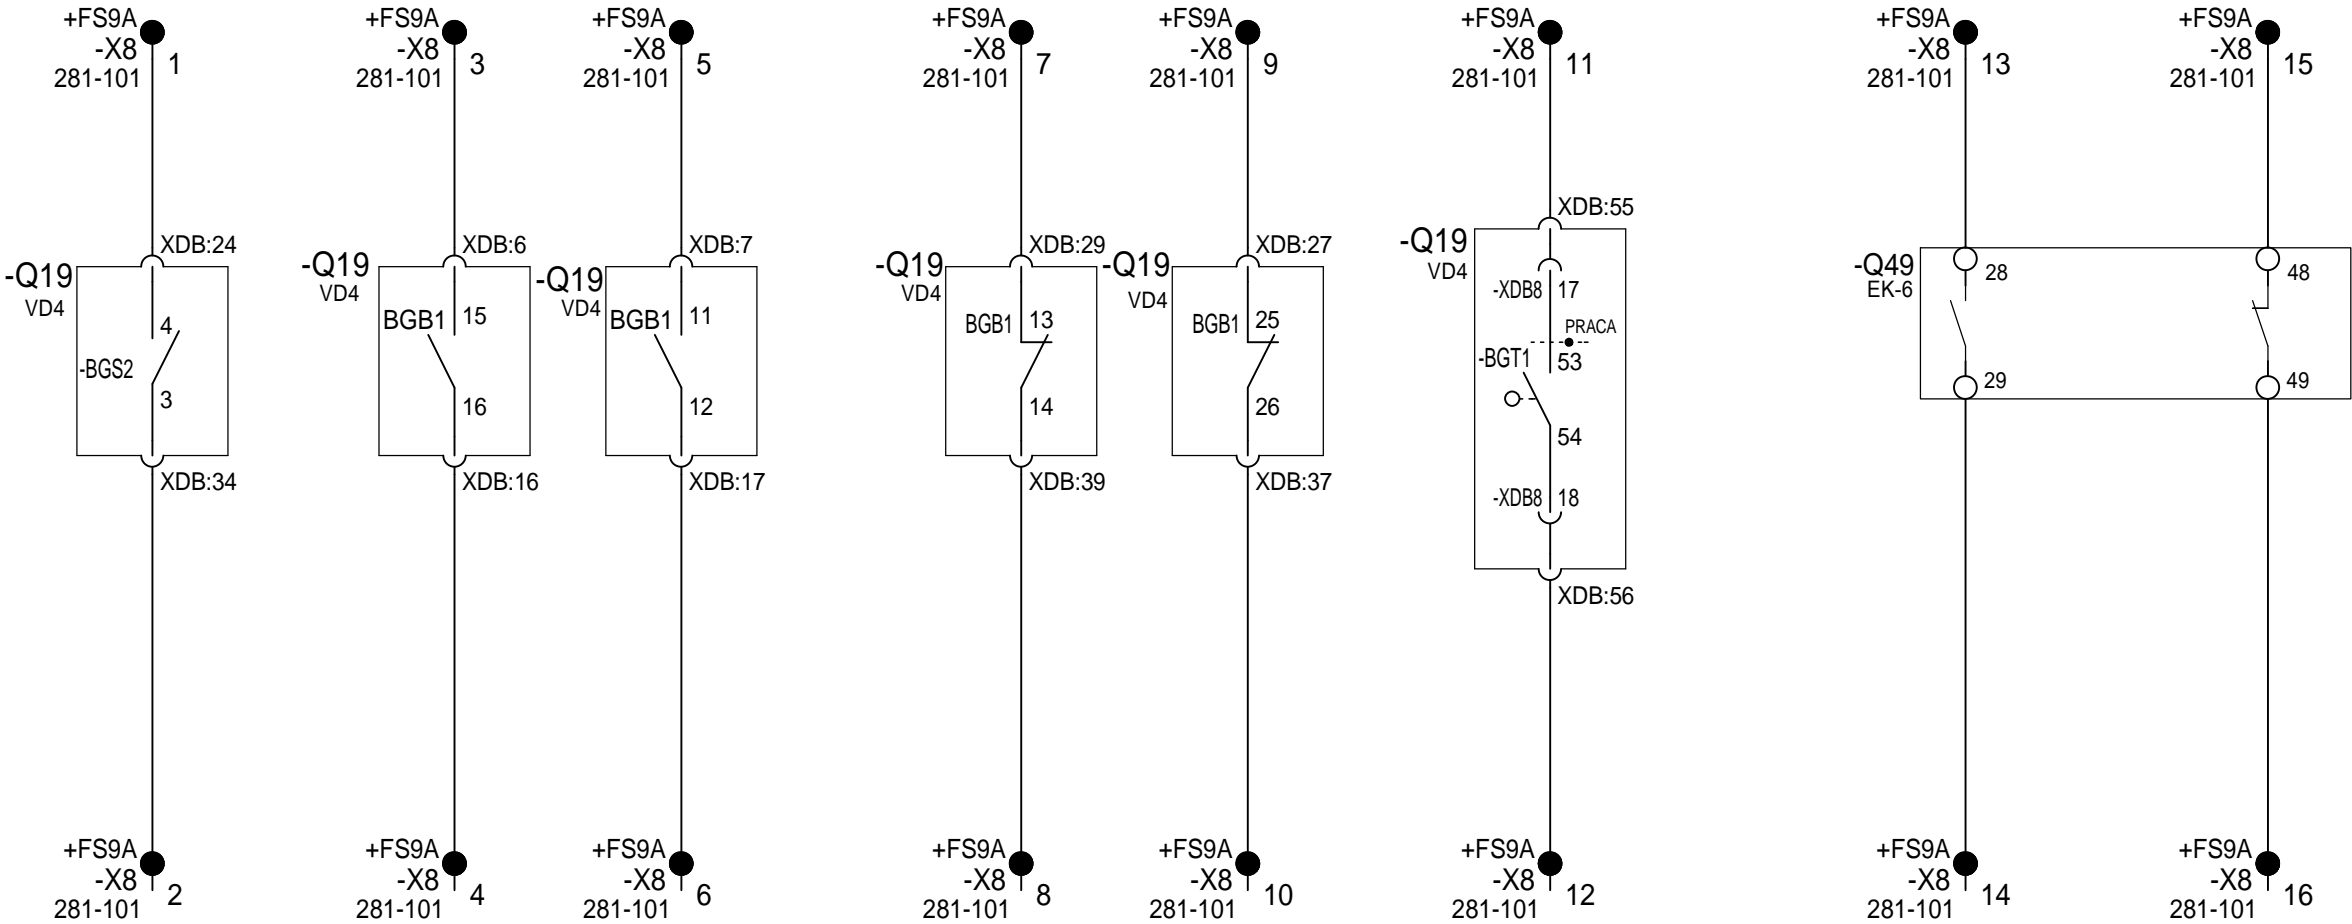 +FS9A
-X8
281-101
1
+FS9A
-X8
281-101
3
+FS9A
-X8
281-101
5
+FS9A
-X8
281-101
7
+FS9A
-X8
281-101
9
+FS9A
-X8
281-101
11
+FS9A
-X8
281-101
13
+FS9A
-X8
281-101
15
XDB:24
-Q19
VD4
4
-BGS2
3
XDB:34
XDB:6
-Q19
VD4
BGB1
15
16
XDB:16
XDB:7
-Q19
VD4
BGB1
11
12
XDB:17
XDB:29
-Q19
VD4
BGB1
13
14
XDB:39
XDB:27
-Q19
VD4
BGB1
25
26
XDB:37
XDB:55
-Q19
VD4
-XDB8
17
PRACA
-BGT1
53
54
-XDB8
18
XDB:56
-Q49
EK-6
28
29
48
49
+FS9A
-X8
281-101
2
+FS9A
-X8
281-101
4
+FS9A
-X8
281-101
6
+FS9A
-X8
281-101
8
+FS9A
-X8
281-101
10
+FS9A
-X8
281-101
12
+FS9A
-X8
281-101
14
+FS9A
-X8
281-101
16